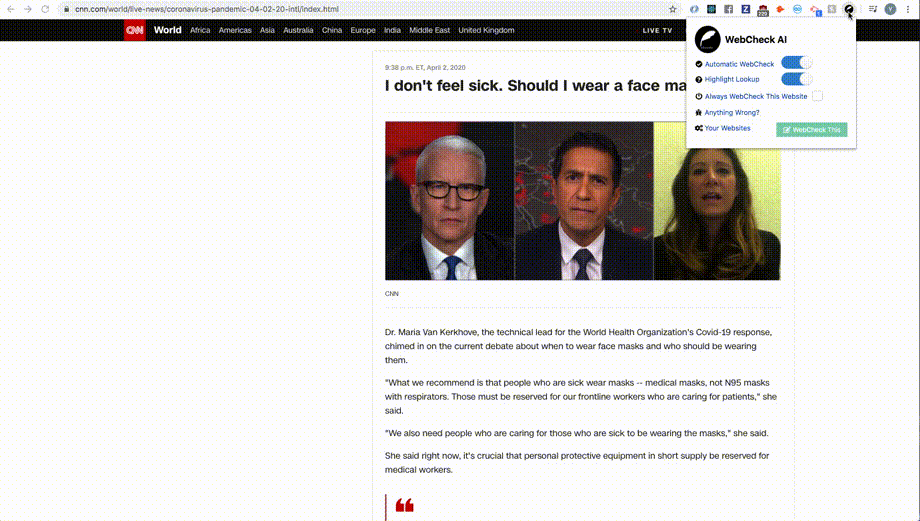 cnn.com/world/live-news/coronavirus-pandemic-04-02-20-intl/index.html
CNN World Africa Americas Asia Australia China Europe India Middle East United Kingdom LIVE TV
WebCheck AI
Automatic WebCheck
Highlight Lookup
Always WebCheck This Website
Anything Wrong?
Your Websites WebCheck This
9:38 p.m. ET, April 2, 2020
I don't feel sick. Should I wear a face ma
CNN
Dr. Maria Van Kerkhove, the technical lead for the World Health Organization's Covid-19 response,
chimed in on the current debate about when to wear face masks and who should be wearing
them.
"What we recommend is that people who are sick wear masks -- medical masks, not N95 masks
with respirators. Those must be reserved for our frontline workers who are caring for patients," she
said.
"We also need people who are caring for those who are sick to be wearing the masks," she said.
She said right now, it's crucial that personal protective equipment in short supply be reserved for
medical workers.